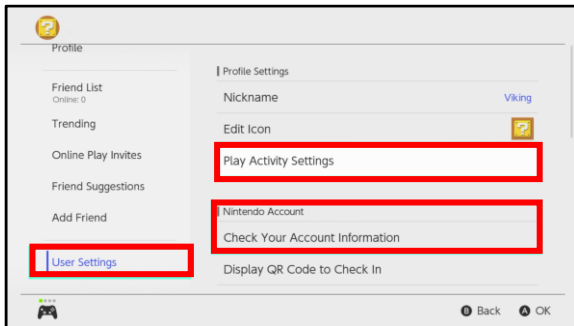 Profile
Friend List
Online: 0
Trending
Online Play Invites
Friend Suggestions
Add Friend
User Settings
Profile Settings
Nickname Viking
Edit Icon
Play Activity Settings
Nintendo Account
Check Your Account Information
Display QR Code to Check In
B Back A OK